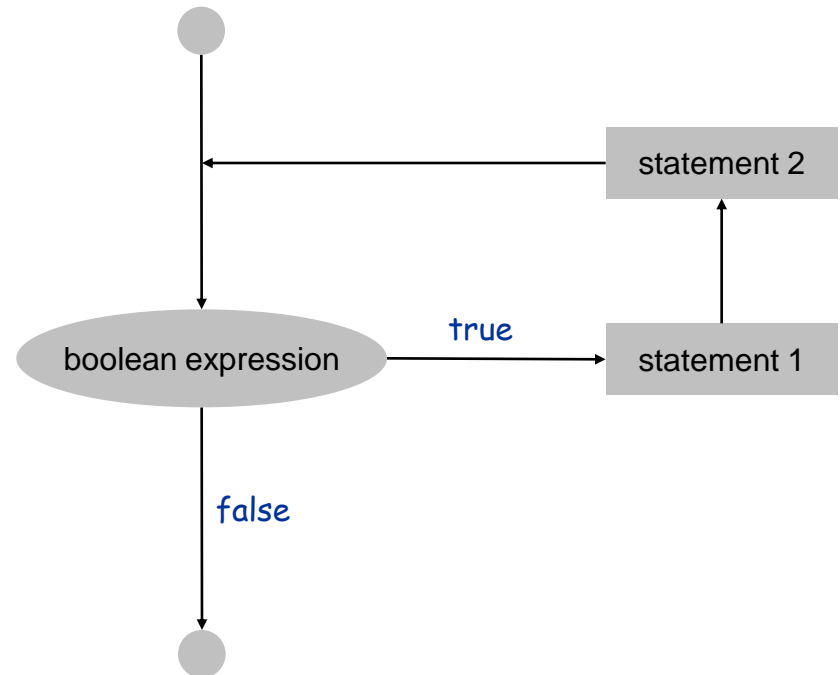 statement 2
true
boolean expression
statement 1
false